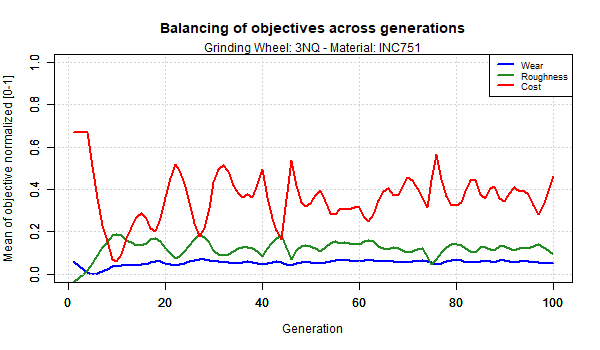 Balancing of objectives across generations
Grinding Wheel: 3NQ - Material: INC751
Wear
Roughness
Cost
Mean of objective normalized [0-1]
1.0
0.8
0.6
0.4
0.2
0.0
0 20 40 60 80 100
Generation